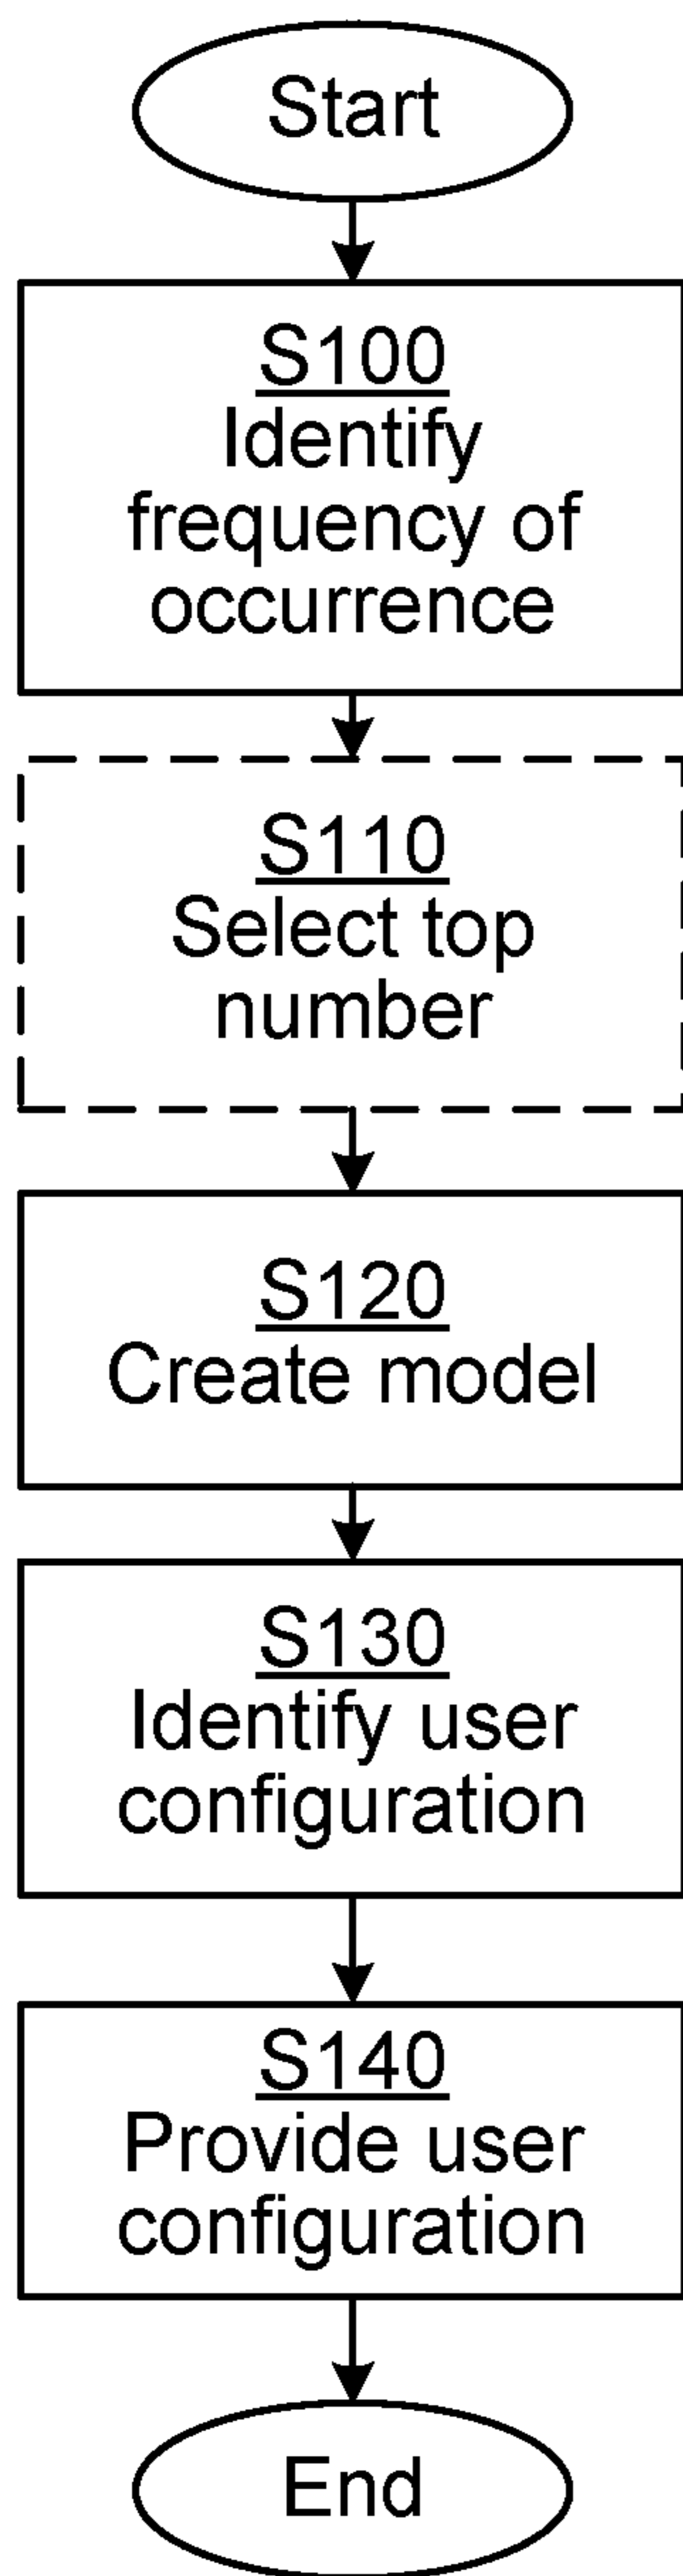 Start
S100
Identify
frequency of
occurrence
S110
Select top
number
S120
Create model
S130
Identify user
configuration
S140
Provide user
configuration
End